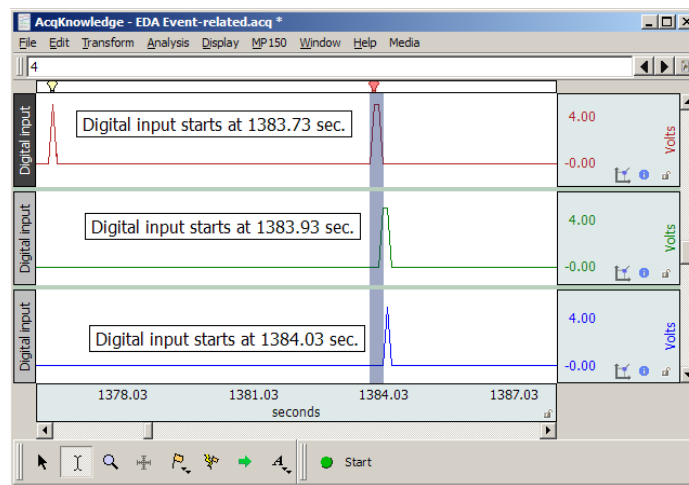 AcqKnowledge - EDA Event-related.acq *
File Edit Transform Analysis Display MP150 Window Help Media
4
Digital input
Digital input starts at 1383.73 sec.
4.00
-0.00
Volts
Digital input
Digital input starts at 1383.93 sec.
4.00
-0.00
Volts
Digital input
Digital input starts at 1384.03 sec.
4.00
-0.00
Volts
1378.03 1381.03 1384.03 1387.03
seconds
Start